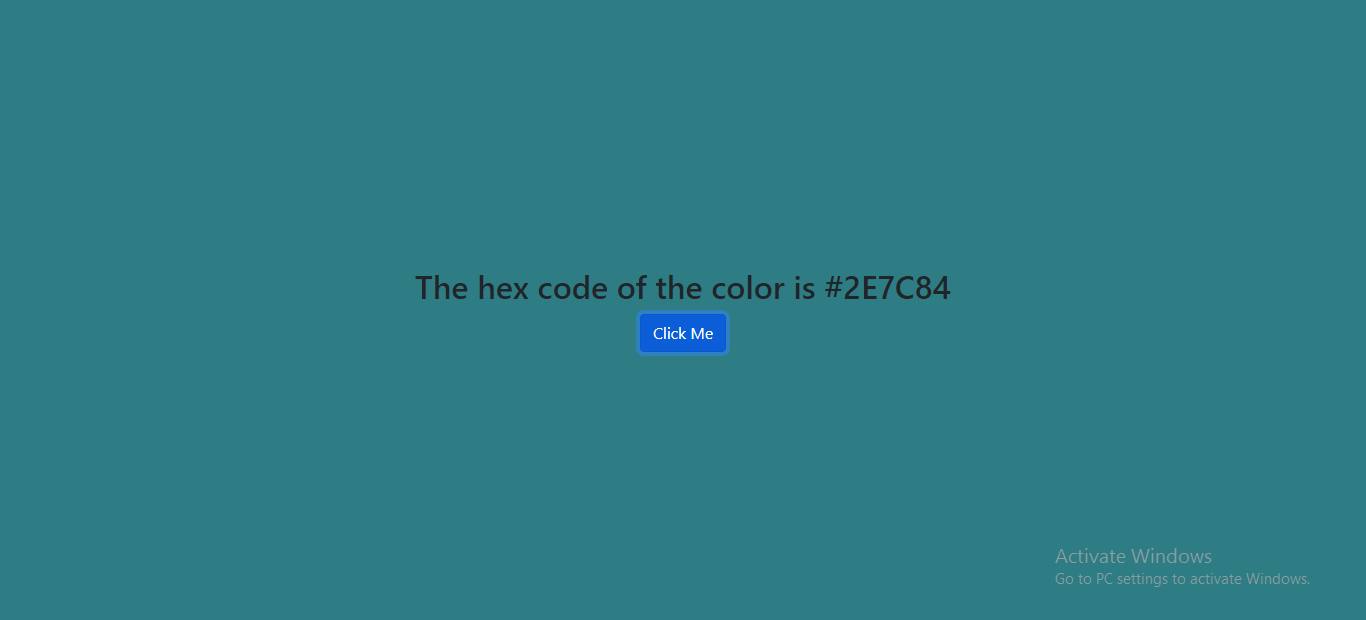 The hex code of the color is #2E7C84
Click Me
Activate Windows
Go to PC settings to activate Windows.